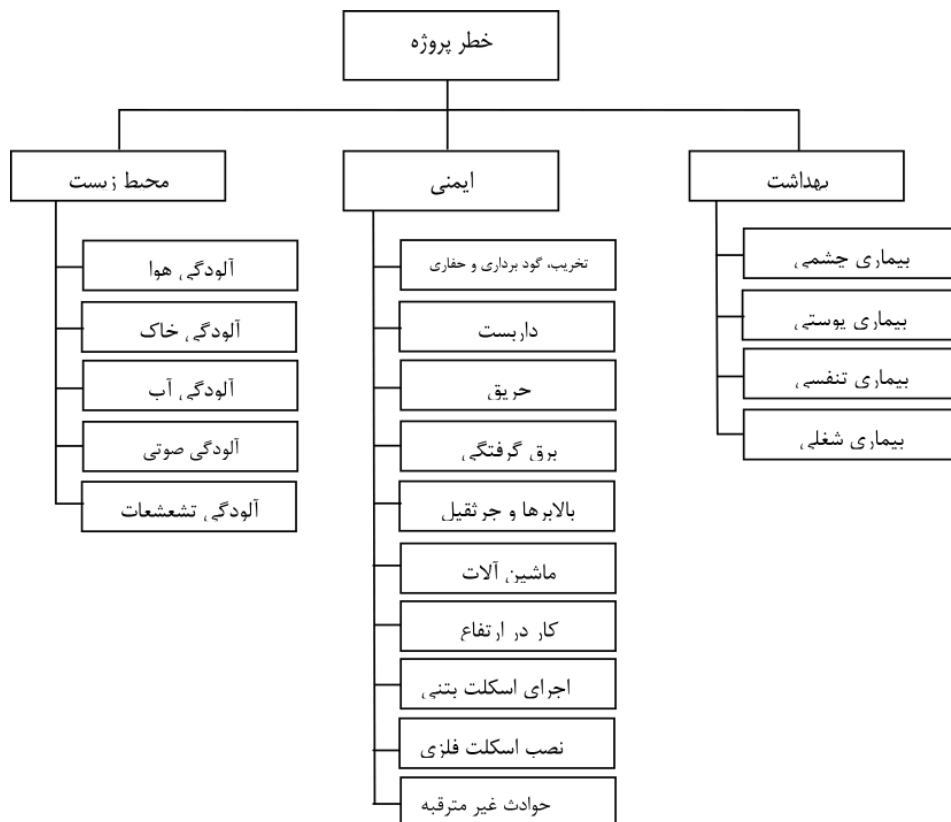 خطر پروژه
بهداشت
ایمنی
محیط زیست
بیماری چشمی
بیماری پوستی
بیماری تنفسی
بیماری شغلی
تخریب، گود برداری و حفاری
داربست
حریق
برق گرفتگی
بالابرها و جرثقیل
ماشین آلات
کار در ارتفاع
اجرای اسکلت بتنی
نصب اسکلت فلزی
حوادث غیر مترقبه
آلودگی هوا
آلودگی خاک
آلودگی آب
آلودگی صوتی
آلودگی تشعشعات